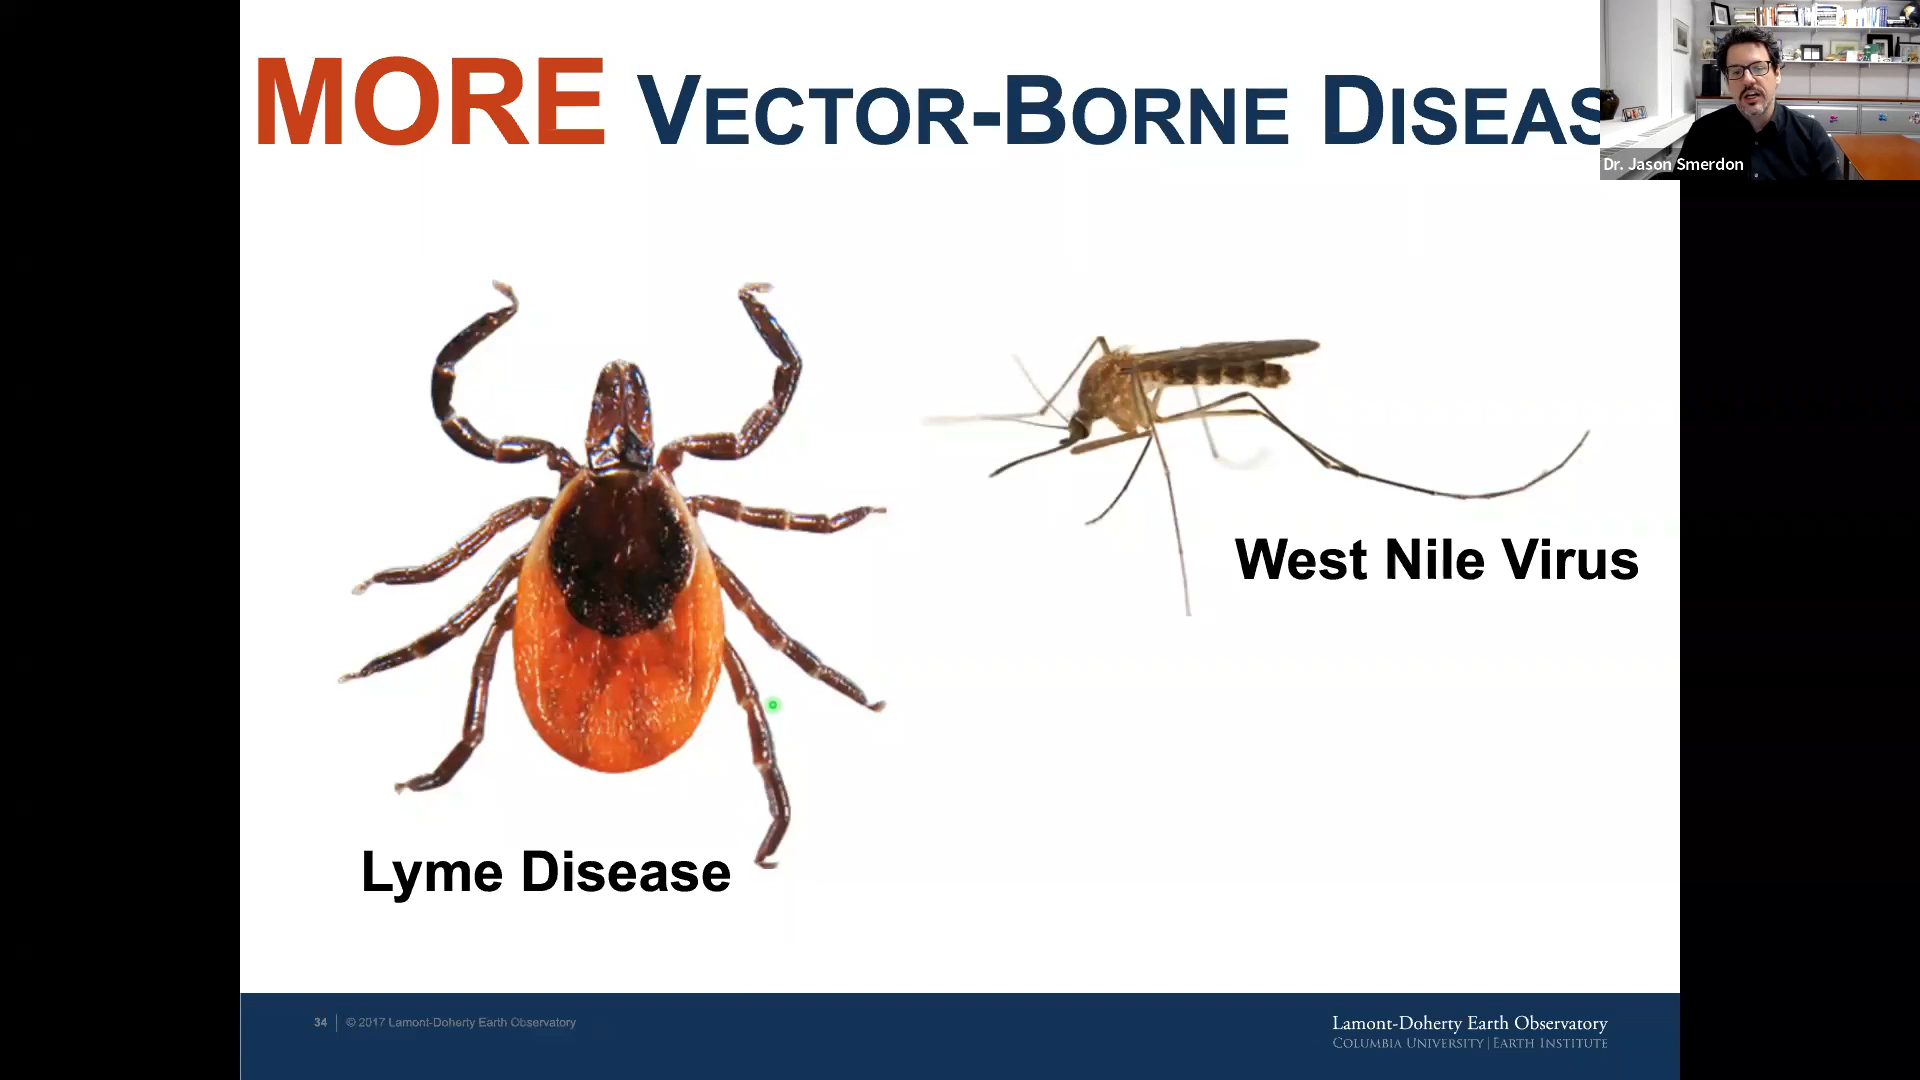 MORE VECTOR-BORNE DISEAS
Dr. Jason Smerdon
West Nile Virus
Lyme Disease
34 | © 2017 Lamont-Doherty Earth Observatory
Lamont-Doherty Earth Observatory
COLUMBIA UNIVERSITY | EARTH INSTITUTE